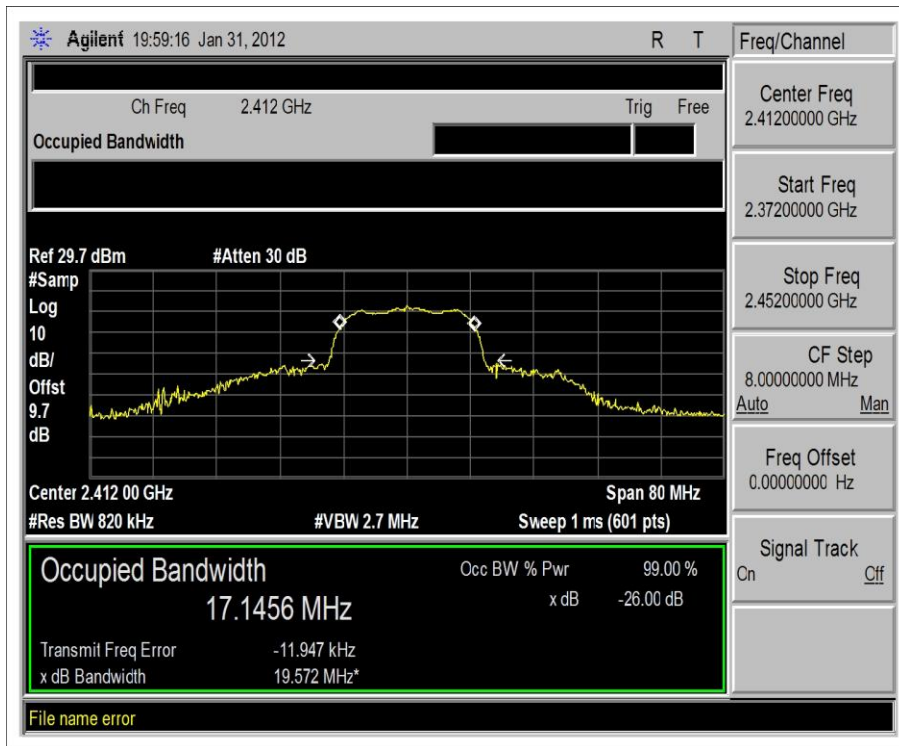 Agilent 19:59:16 Jan 31, 2012 R T
Ch Freq 2.412 GHz Trig Free
Occupied Bandwidth
Ref 29.7 dBm #Atten 30 dB
#Samp
Log
10
dB/
Offst
9.7
dB
Center 2.412 00 GHz Span 80 MHz
#Res BW 820 kHz #VBW 2.7 MHz Sweep 1 ms (601 pts)
Occupied Bandwidth Occ BW % Pwr 99.00 %
17.1456 MHz x dB -26.00 dB
Transmit Freq Error -11.947 kHz
x dB Bandwidth 19.572 MHz*
File name error
Freq/Channel
Center Freq
2.41200000 GHz
Start Freq
2.37200000 GHz
Stop Freq
2.45200000 GHz
CF Step
8.00000000 MHz
Auto Man
Freq Offset
0.00000000 Hz
Signal Track
On Off